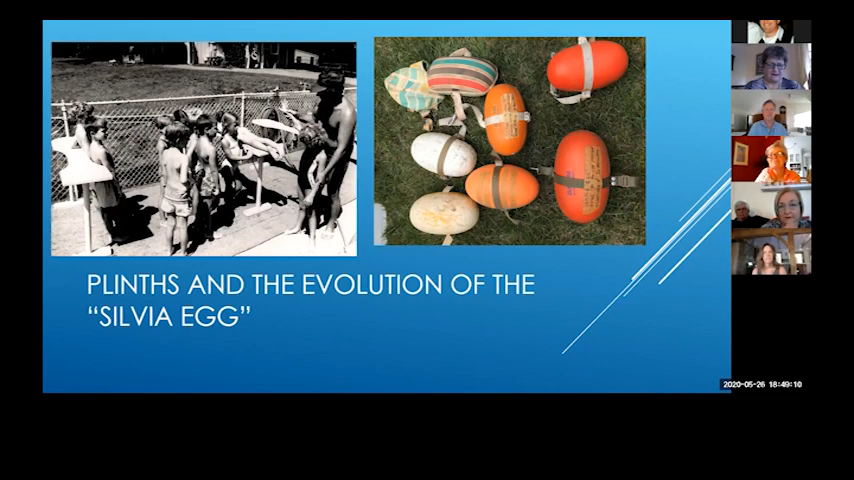 PLINTHS AND THE EVOLUTION OF THE
“SILVIA EGG”
2020-05-26 18:49:10